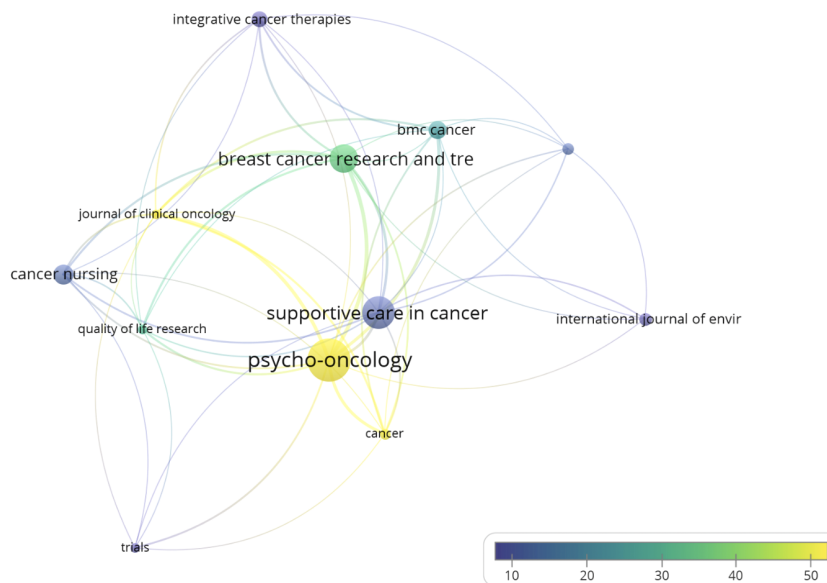 integrative cancer therapies
bmc cancer
breast cancer research and tre
journal of clinical oncology
cancer nursing
supportive care in cancer
international journal of envir
quality of life research
psycho-oncology
cancer
trials
10 20 30 40 50